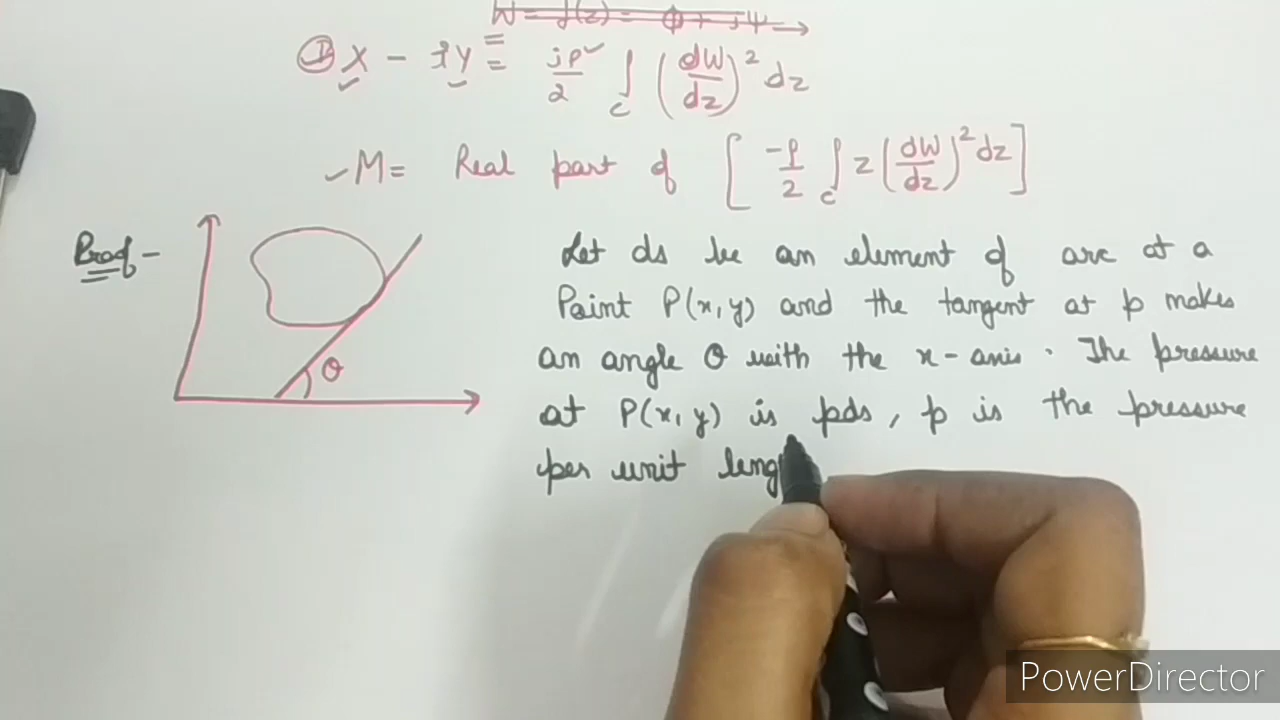 W = f(z) = Φ + iΨ
① X - iY = iρ/2 ∫c (dW/dz)² dz
M = Real part of [ -ρ/2 ∫c z (dW/dz)² dz ]
Proof -
θ
Let ds be an element of arc at a
Point P(x, y) and the tangent at p makes
an angle θ with the x-axis. The pressure
at P(x, y) is pds, p is the pressure
per unit leng
PowerDirector